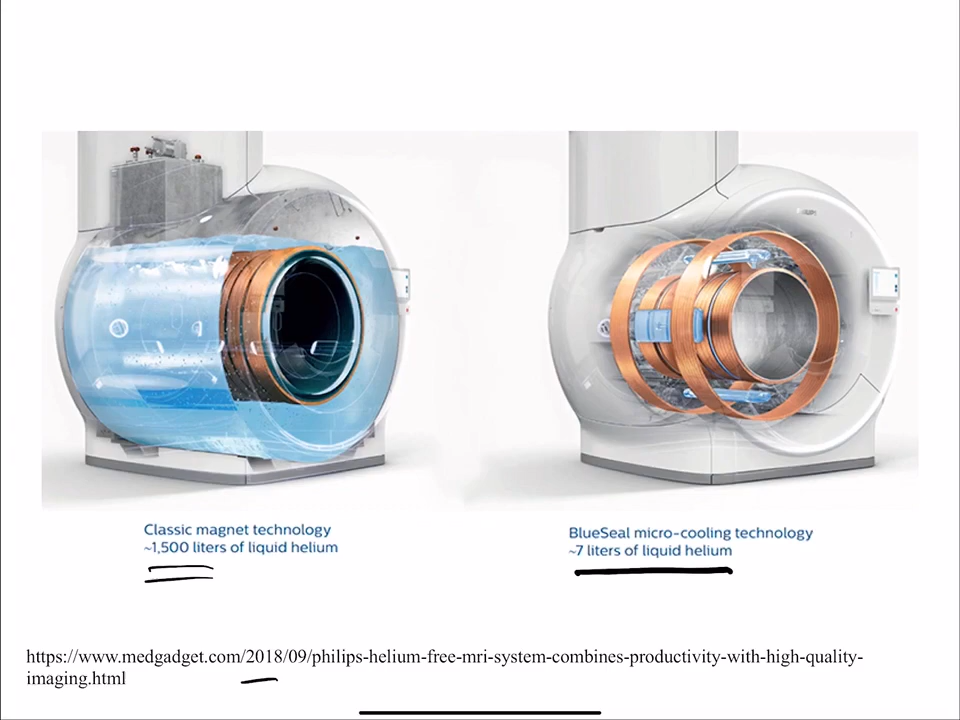 Classic magnet technology
~1,500 liters of liquid helium
BlueSeal micro-cooling technology
~7 liters of liquid helium
https://www.medgadget.com/2018/09/philips-helium-free-mri-system-combines-productivity-with-high-quality-
imaging.html